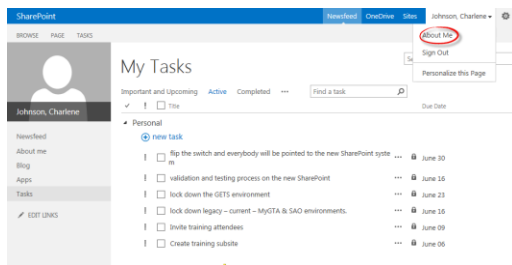 SharePoint
Newsfeed OneDrive Sites Johnson, Charlene
BROWSE PAGE TASKS
About Me
Sign Out
Personalize this Page
My Tasks
Important and Upcoming Active Completed ••• Find a task
✓ ! Title Due Date
Johnson, Charlene
Personal
new task
Newsfeed
About me
Blog
Apps
Tasks
EDIT LINKS
! flip the switch and everybody will be pointed to the new SharePoint syste ••• June 30
m
! validation and testing process on the new SharePoint ••• June 16
! lock down the GETS environment ••• June 23
! lock down legacy – current – MyGTA & SAO environments. ••• June 16
! Invite training attendees ••• June 09
! Create training subsite ••• June 06